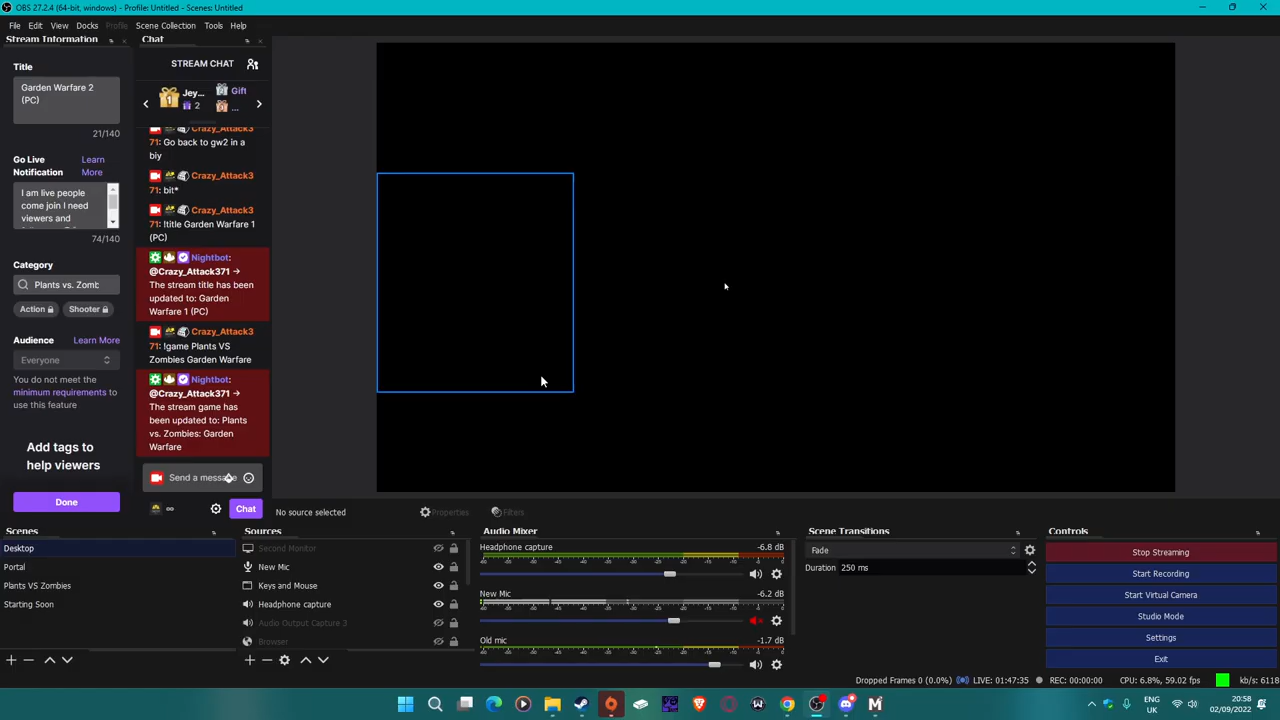 OBS 27.2.4 (64-bit, windows) - Profile: Untitled - Scenes: Untitled
File Edit View Docks Profile Scene Collection Tools Help
Stream Information
Title
Garden Warfare 2
(PC)
21/140
Go Live
Notification
Learn
More
I am live people
come join I need
viewers and
74/140
Category
Plants vs. Zomb
Action
Shooter
Audience
Learn More
Everyone
You do not meet the
minimum requirements to
use this feature
Add tags to
help viewers
Done
Chat
STREAM CHAT
Jey...
2
Gift
...
Crazy_Attack3
71: Go back to gw2 in a
biy
Crazy_Attack3
71: bit*
Crazy_Attack3
71: !title Garden Warfare 1
(PC)
Nightbot:
@Crazy_Attack371 →
The stream title has been
updated to: Garden
Warfare 1 (PC)
Crazy_Attack3
71: !game Plants VS
Zombies Garden Warfare
Nightbot:
@Crazy_Attack371 →
The stream game has
been updated to: Plants
vs. Zombies: Garden
Warfare
Send a message
Chat
No source selected
Properties
Filters
Scenes
Desktop
Portal
Plants VS Zombies
Starting Soon
Sources
Second Monitor
New Mic
Keys and Mouse
Headphone capture
Audio Output Capture 3
Browser
Audio Mixer
Headphone capture -6.8 dB
New Mic -6.2 dB
Old mic -1.7 dB
Scene Transitions
Fade
Duration 250 ms
Controls
Stop Streaming
Start Recording
Start Virtual Camera
Studio Mode
Settings
Exit
Dropped Frames 0 (0.0%) LIVE: 01:47:35 REC: 00:00:00 CPU: 6.8%, 59.02 fps kb/s: 6118
ENG
UK
20:58
02/09/2022